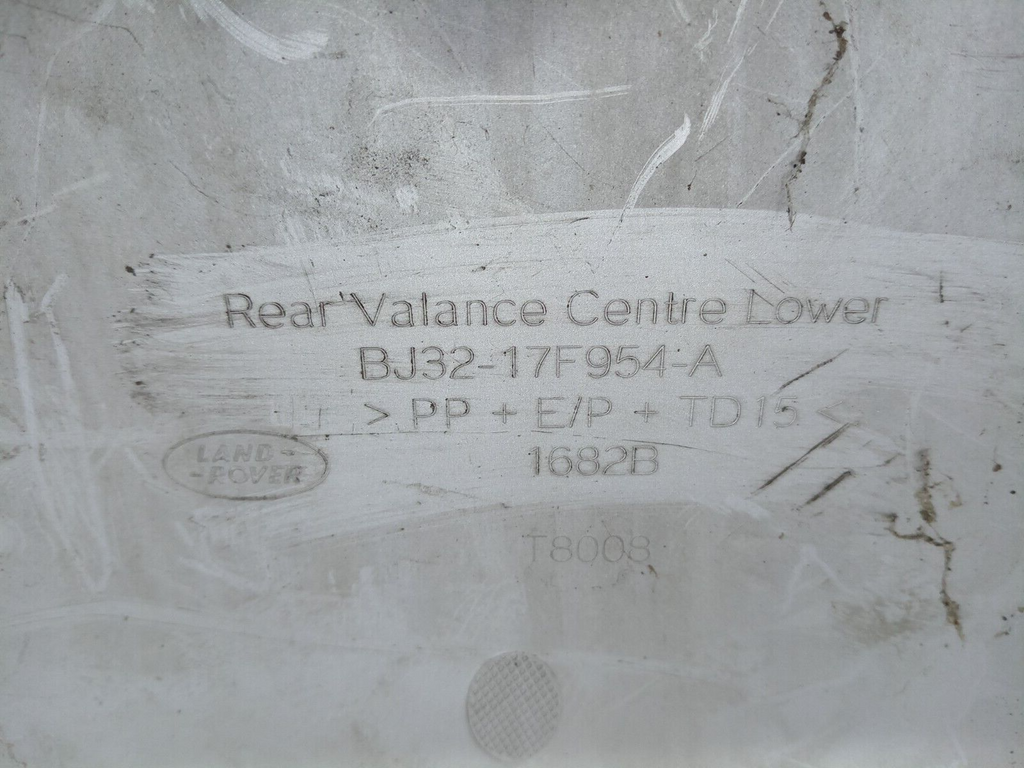 Rear Valance Centre Lower
BJ32-17F954-A
> PP + E/P + TD15 <
LAND -
- ROVER
1682B
T8008